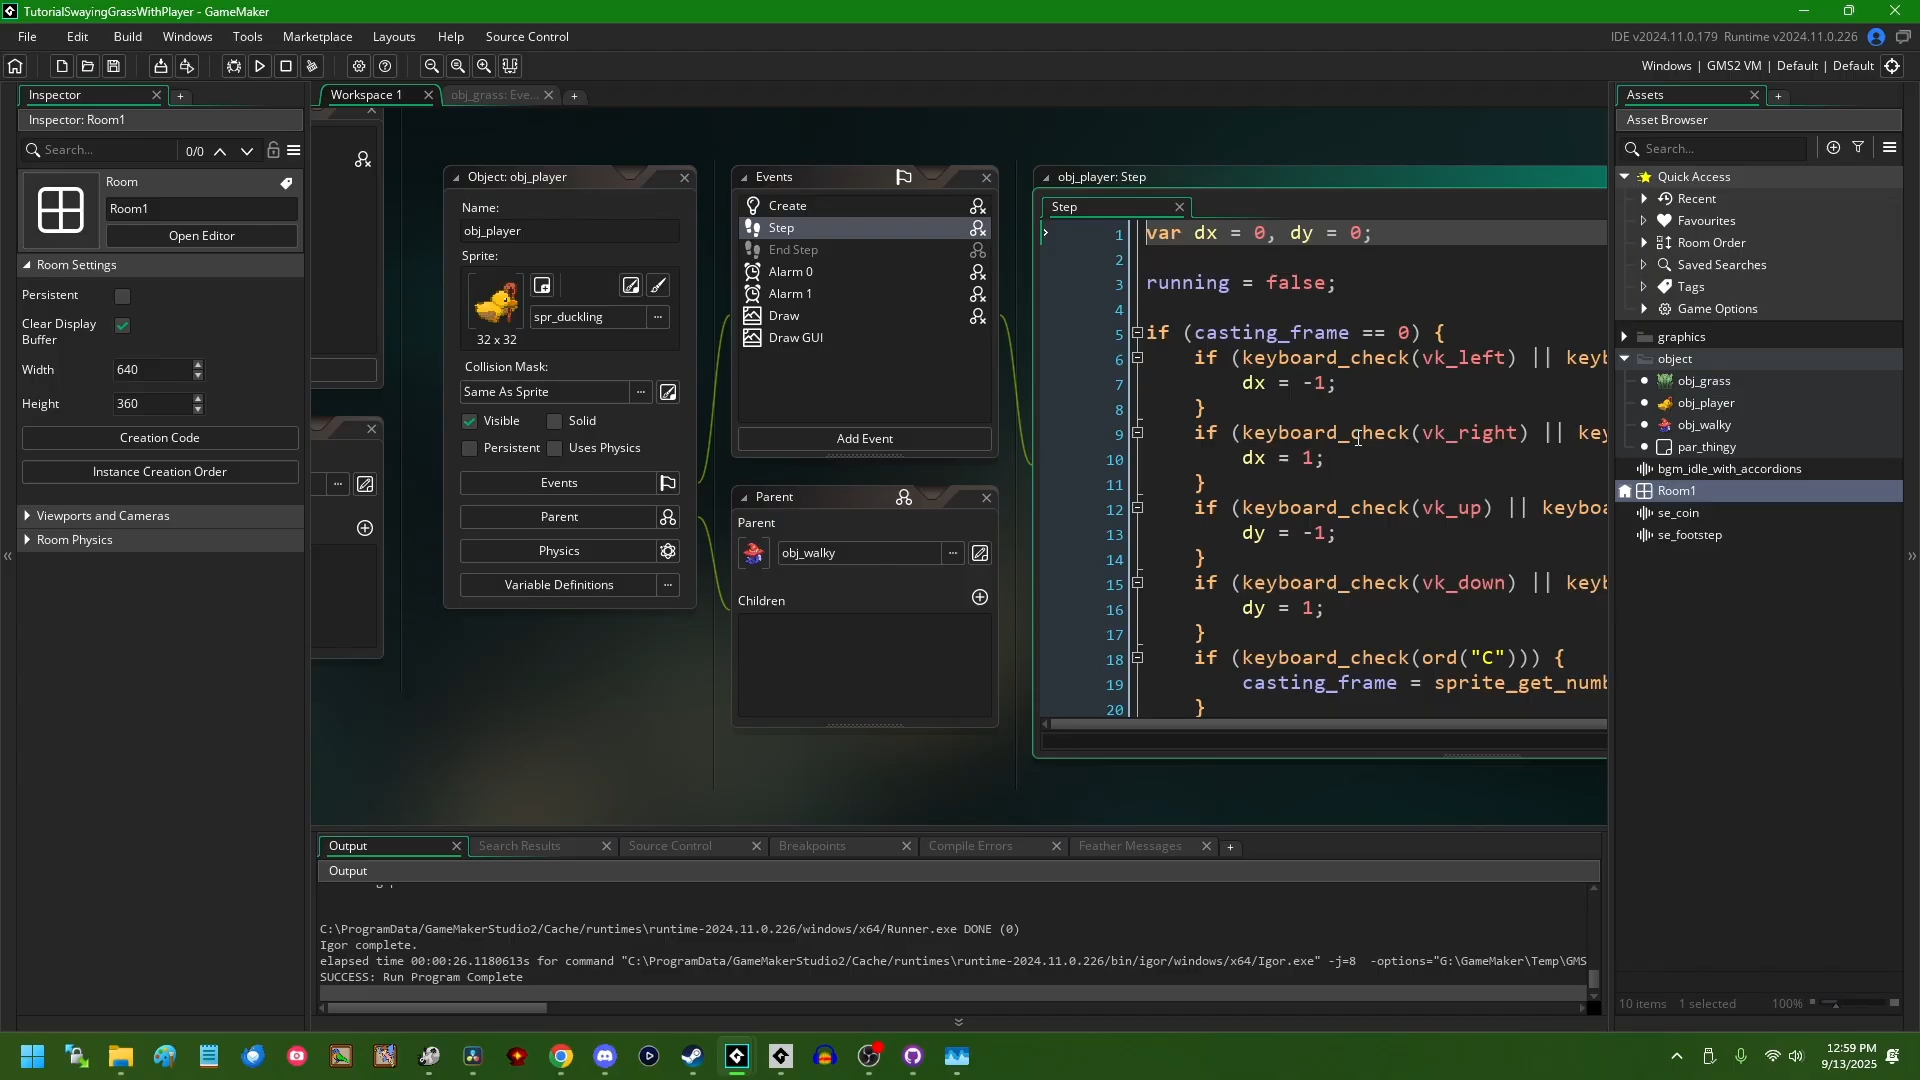 TutorialSwayingGrassWithPlayer - GameMaker
File Edit Build Windows Tools Marketplace Layouts Help Source Control
IDE v2024.11.0.179 Runtime v2024.11.0.226
Windows | GMS2 VM | Default | Default
Inspector
Inspector: Room1
Search...
0/0
Room
Room1
Open Editor
Room Settings
Persistent
Clear Display
Buffer
Width
640
Height
360
Creation Code
Instance Creation Order
Viewports and Cameras
Room Physics
Workspace 1
obj_grass: Eve...
Object: obj_player
Name:
obj_player
Sprite:
spr_duckling
32 x 32
Collision Mask:
Same As Sprite
Visible
Solid
Persistent
Uses Physics
Events
Parent
Physics
Variable Definitions
Events
Create
Step
End Step
Alarm 0
Alarm 1
Draw
Draw GUI
Add Event
Parent
Parent
obj_walky
Children
obj_player: Step
Step
1 var dx = 0, dy = 0;
2
3 running = false;
4
5 if (casting_frame == 0) {
6 if (keyboard_check(vk_left) || keyb
7 dx = -1;
8 }
9 if (keyboard_check(vk_right) || key
10 dx = 1;
11 }
12 if (keyboard_check(vk_up) || keyboa
13 dy = -1;
14 }
15 if (keyboard_check(vk_down) || keyb
16 dy = 1;
17 }
18 if (keyboard_check(ord("C"))) {
19 casting_frame = sprite_get_numb
20 }
Output
Search Results
Source Control
Breakpoints
Compile Errors
Feather Messages
Output
C:\ProgramData/GameMakerStudio2/Cache/runtimes\runtime-2024.11.0.226/windows/x64/Runner.exe DONE (0)
Igor complete.
elapsed time 00:00:26.1180613s for command "C:\ProgramData/GameMakerStudio2/Cache/runtimes\runtime-2024.11.0.226/bin/igor/windows/x64/Igor.exe" -j=8 -options="G:\GameMaker\Temp\GMS
SUCCESS: Run Program Complete
Assets
Asset Browser
Search...
Quick Access
Recent
Favourites
Room Order
Saved Searches
Tags
Game Options
graphics
object
obj_grass
obj_player
obj_walky
par_thingy
bgm_idle_with_accordions
Room1
se_coin
se_footstep
10 items 1 selected 100%
12:59 PM
9/13/2025